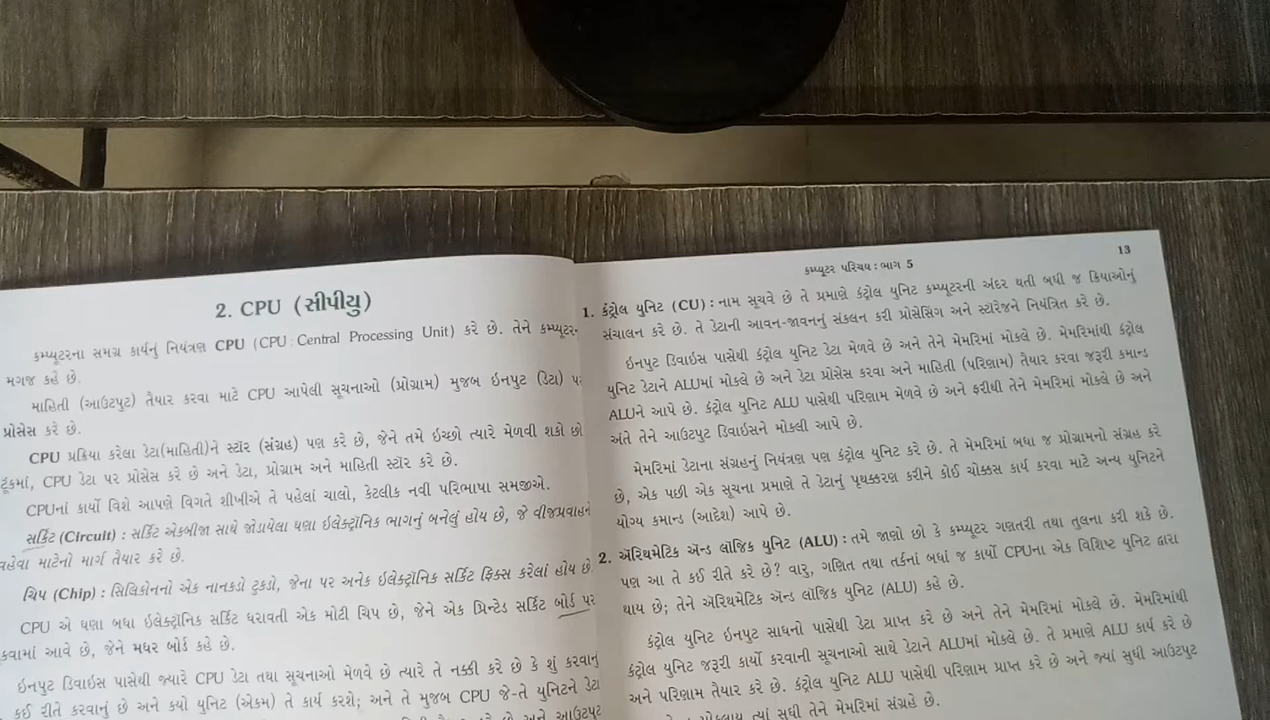 2. CPU (સીપીયુ)
કમ્પ્યૂટરના સમગ્ર કાર્યનું નિયંત્રણ CPU (CPU : Central Processing Unit) કરે છે. તેને કમ્પ્યૂટરનું
મગજ કહે છે.
માહિતી (આઉટપુટ) તૈયાર કરવા માટે CPU આપેલી સૂચનાઓ (પ્રોગ્રામ) મુજબ ઇનપુટ (ડેટા) પર
પ્રોસેસ કરે છે.
CPU પ્રક્રિયા કરેલા ડેટા(માહિતી)ને સ્ટૉર (સંગ્રહ) પણ કરે છે, જેને તમે ઇચ્છો ત્યારે મેળવી શકો છો
ટૂંકમાં, CPU ડેટા પર પ્રોસેસ કરે છે અને ડેટા, પ્રોગ્રામ અને માહિતી સ્ટૉર કરે છે.
CPUનાં કાર્યો વિશે આપણે વિગતે શીખીએ તે પહેલાં ચાલો, કેટલીક નવી પરિભાષા સમજીએ.
સર્કિટ (Circuit) : સર્કિટ એકબીજા સાથે જોડાયેલા ઘણા ઇલેક્ટ્રૉનિક ભાગનું બનેલું હોય છે, જે વીજપ્રવાહને
વહેવા માટેનો માર્ગ તૈયાર કરે છે.
ચિપ (Chip) : સિલિકોનનો એક નાનકડો ટુકડો, જેના પર અનેક ઇલેક્ટ્રૉનિક સર્કિટ ફિક્સ કરેલાં હોય છે
CPU એ ઘણા બધા ઇલેક્ટ્રૉનિક સર્કિટ ધરાવતી એક મોટી ચિપ છે, જેને એક પ્રિન્ટેડ સર્કિટ બોર્ડ પર
કવામાં આવે છે, જેને મધર બોર્ડ કહે છે.
ઇનપુટ ડિવાઇસ પાસેથી જ્યારે CPU ડેટા તથા સૂચનાઓ મેળવે છે ત્યારે તે નક્કી કરે છે કે શું કરવાનું
કઈ રીતે કરવાનું છે અને કયો યુનિટ (એકમ) તે કાર્ય કરશે; અને તે મુજબ CPU જે-તે યુનિટને ડેટા
છે અને આઉટપુટ
કમ્પ્યૂટર પરિચય : ભાગ 5
13
1. કંટ્રોલ યુનિટ (CU) : નામ સૂચવે છે તે પ્રમાણે કંટ્રોલ યુનિટ કમ્પ્યૂટરની અંદર થતી બધી જ ક્રિયાઓનું
સંચાલન કરે છે. તે ડેટાની આવન-જાવનનું સંકલન કરી પ્રોસેસિંગ અને સ્ટૉરેજને નિયંત્રિત કરે છે.
ઇનપુટ ડિવાઇસ પાસેથી કંટ્રોલ યુનિટ ડેટા મેળવે છે અને તેને મેમરિમાં મોકલે છે. મેમરિમાંથી કંટ્રોલ
યુનિટ ડેટાને ALUમાં મોકલે છે અને ડેટા પ્રોસેસ કરવા અને માહિતી (પરિણામ) તૈયાર કરવા જરૂરી કમાન્ડ
ALUને આપે છે. કંટ્રોલ યુનિટ ALU પાસેથી પરિણામ મેળવે છે અને ફરીથી તેને મેમરિમાં મોકલે છે અને
અંતે તેને આઉટપુટ ડિવાઇસને મોકલી આપે છે.
મેમરિમાં ડેટાના સંગ્રહનું નિયંત્રણ પણ કંટ્રોલ યુનિટ કરે છે. તે મેમરિમાં બધા જ પ્રોગ્રામનો સંગ્રહ કરે
છે, એક પછી એક સૂચના પ્રમાણે તે ડેટાનું પૃથક્કરણ કરીને કોઈ ચોક્કસ કાર્ય કરવા માટે અન્ય યુનિટને
યોગ્ય કમાન્ડ (આદેશ) આપે છે.
2. ઍરિથમેટિક ઍન્ડ લૉજિક યુનિટ (ALU) : તમે જાણો છો કે કમ્પ્યૂટર ગણતરી તથા તુલના કરી શકે છે.
પણ આ તે કઈ રીતે કરે છે? વારુ, ગણિત તથા તર્કનાં બધાં જ કાર્યો CPUના એક વિશિષ્ટ યુનિટ દ્વારા
થાય છે; તેને ઍરિથમેટિક ઍન્ડ લૉજિક યુનિટ (ALU) કહે છે.
કંટ્રોલ યુનિટ ઇનપુટ સાધનો પાસેથી ડેટા પ્રાપ્ત કરે છે અને તેને મેમરિમાં મોકલે છે. મેમરિમાંથી
કંટ્રોલ યુનિટ જરૂરી કાર્યો કરવાની સૂચનાઓ સાથે ડેટાને ALUમાં મોકલે છે. તે પ્રમાણે ALU કાર્ય કરે છે
અને પરિણામ તૈયાર કરે છે. કંટ્રોલ યુનિટ ALU પાસેથી પરિણામ પ્રાપ્ત કરે છે અને જ્યાં સુધી આઉટપુટ
ત્યાં સુધી તેને મેમરિમાં સંગ્રહે છે.